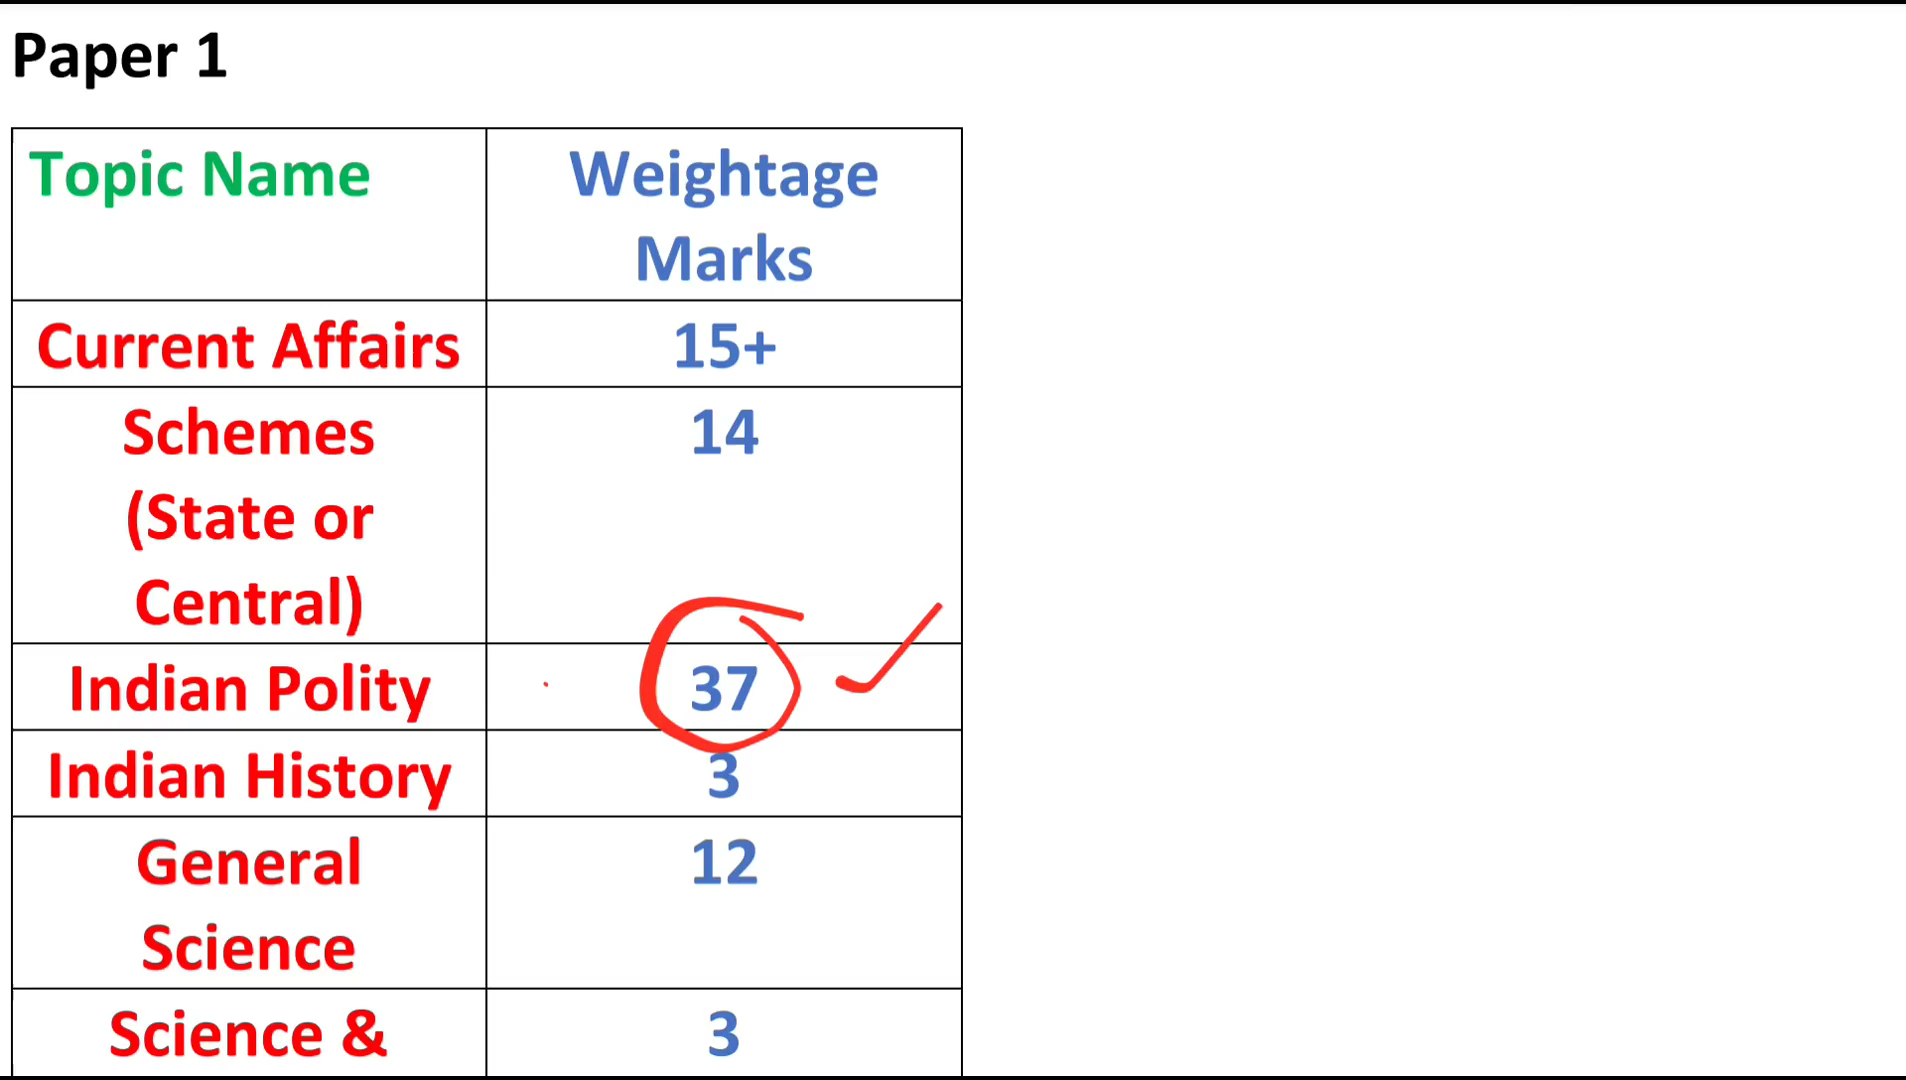 Paper 1
Topic Name
Weightage
Marks
Current Affairs
15+
Schemes
(State or
Central)
14
Indian Polity
37
Indian History
3
General
Science
12
Science &
3